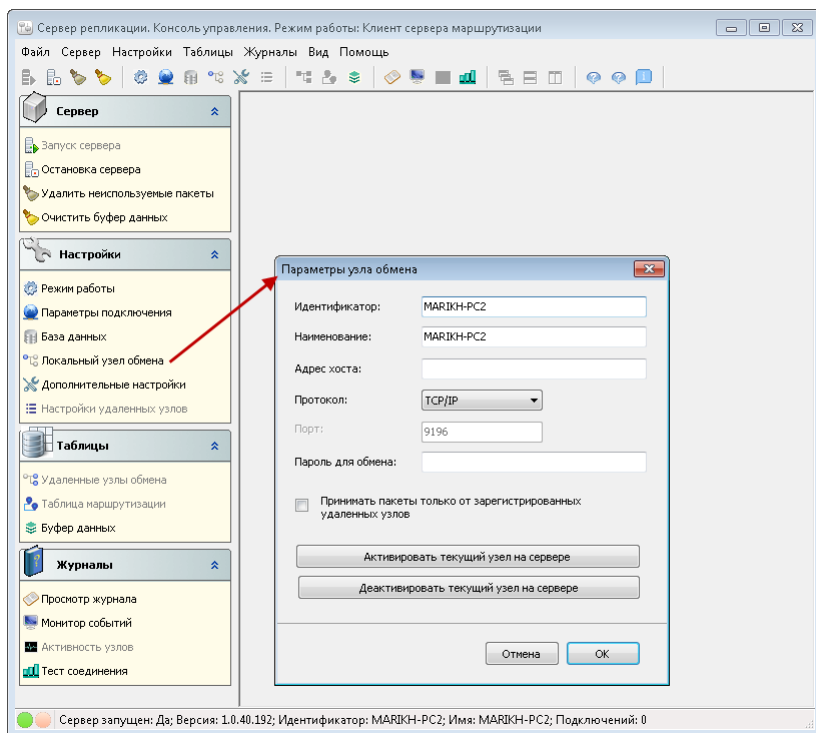 Сервер репликации. Консоль управления. Режим работы: Клиент сервера маршрутизации
Файл Сервер Настройки Таблицы Журналы Вид Помощь
Сервер
Запуск сервера
Остановка сервера
Удалить неиспользуемые пакеты
Очистить буфер данных
Настройки
Режим работы
Параметры подключения
База данных
Локальный узел обмена
Дополнительные настройки
Настройки удаленных узлов
Таблицы
Удаленные узлы обмена
Таблица маршрутизации
Буфер данных
Журналы
Просмотр журнала
Монитор событий
Активность узлов
Тест соединения
Параметры узла обмена
Идентификатор: MARIKH-PC2
Наименование: MARIKH-PC2
Адрес хоста:
Протокол: TCP/IP
Порт: 9196
Пароль для обмена:
Принимать пакеты только от зарегистрированных
удаленных узлов
Активировать текущий узел на сервере
Деактивировать текущий узел на сервере
Отмена OK
Сервер запущен: Да; Версия: 1.0.40.192; Идентификатор: MARIKH-PC2; Имя: MARIKH-PC2; Подключений: 0